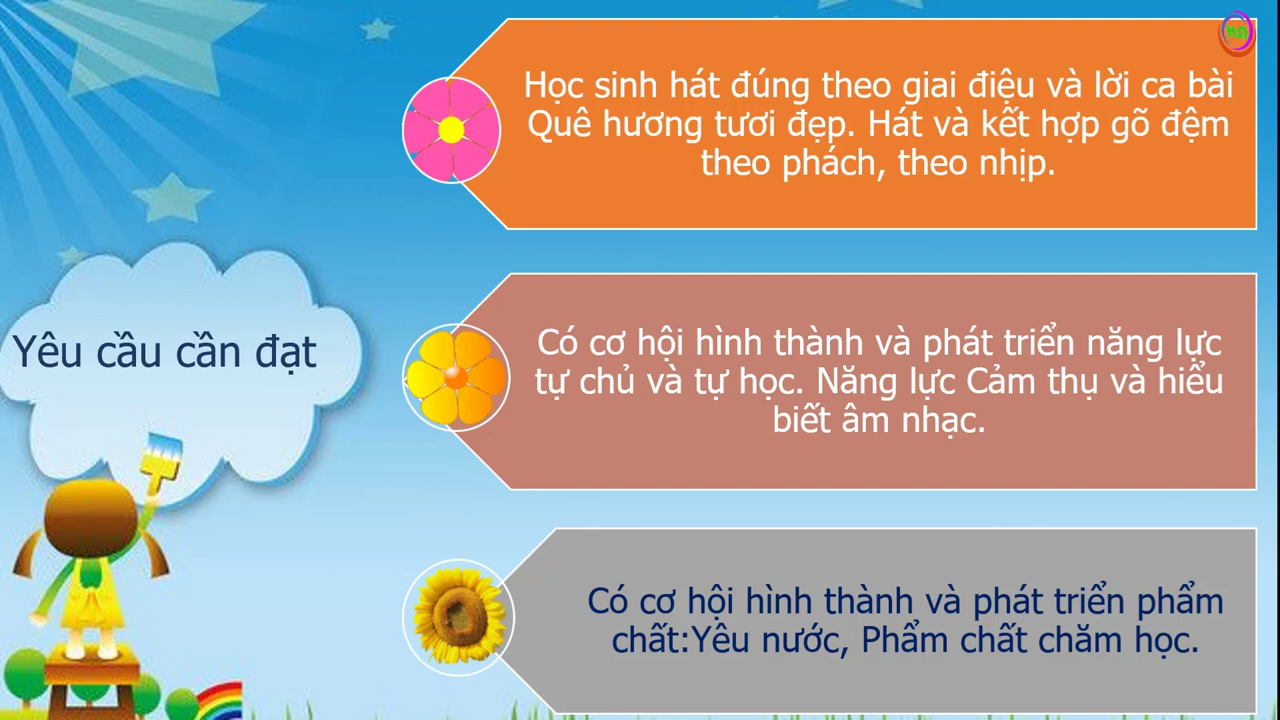 Yêu cầu cần đạt
Học sinh hát đúng theo giai điệu và lời ca bài
Quê hương tươi đẹp. Hát và kết hợp gõ đệm
theo phách, theo nhịp.
Có cơ hội hình thành và phát triển năng lực
tự chủ và tự học. Năng lực Cảm thụ và hiểu
biết âm nhạc.
Có cơ hội hình thành và phát triển phẩm
chất:Yêu nước, Phẩm chất chăm học.